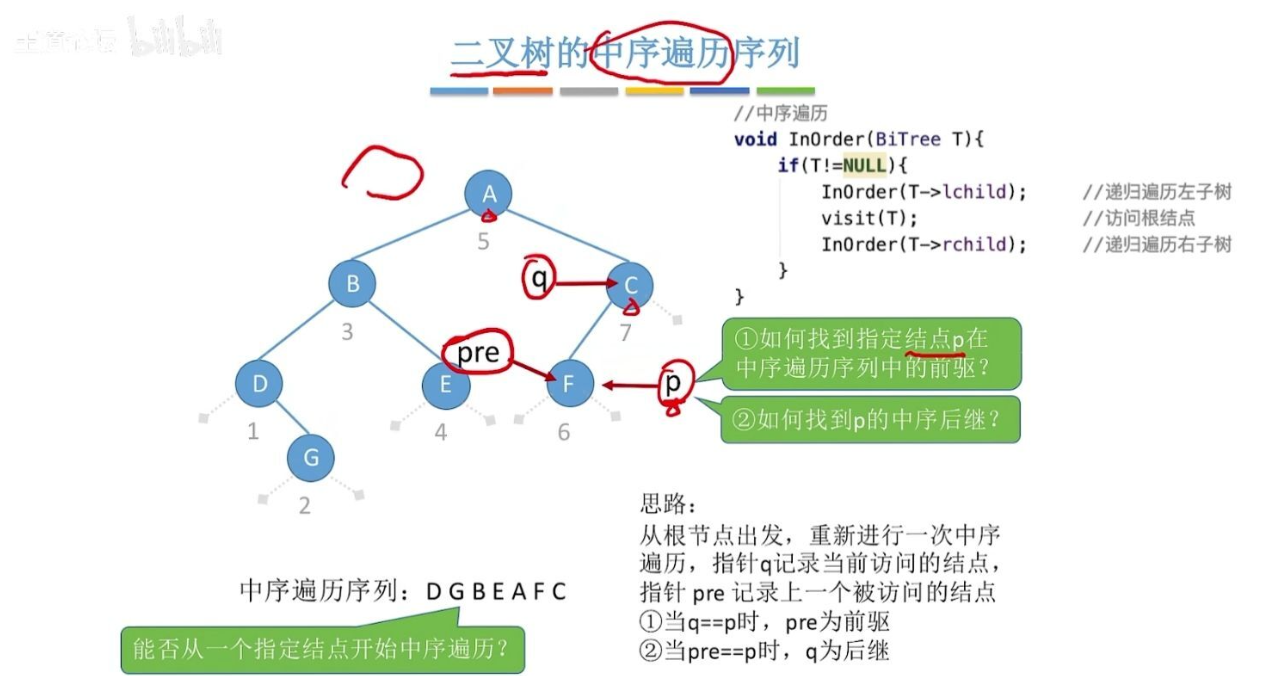 bilibili
二叉树的中序遍历序列
//中序遍历
void InOrder(BiTree T){
if(T!=NULL){
InOrder(T->lchild); //递归遍历左子树
visit(T); //访问根结点
InOrder(T->rchild); //递归遍历右子树
}
}
A
5
B
3
q
C
7
pre
D
1
E
4
F
6
p
G
2
①如何找到指定结点p在
中序遍历序列中的前驱？
②如何找到p的中序后继？
思路：
从根节点出发，重新进行一次中序
遍历，指针q记录当前访问的结点，
指针 pre 记录上一个被访问的结点
①当q==p时，pre为前驱
②当pre==p时，q为后继
中序遍历序列：D G B E A F C
能否从一个指定结点开始中序遍历？